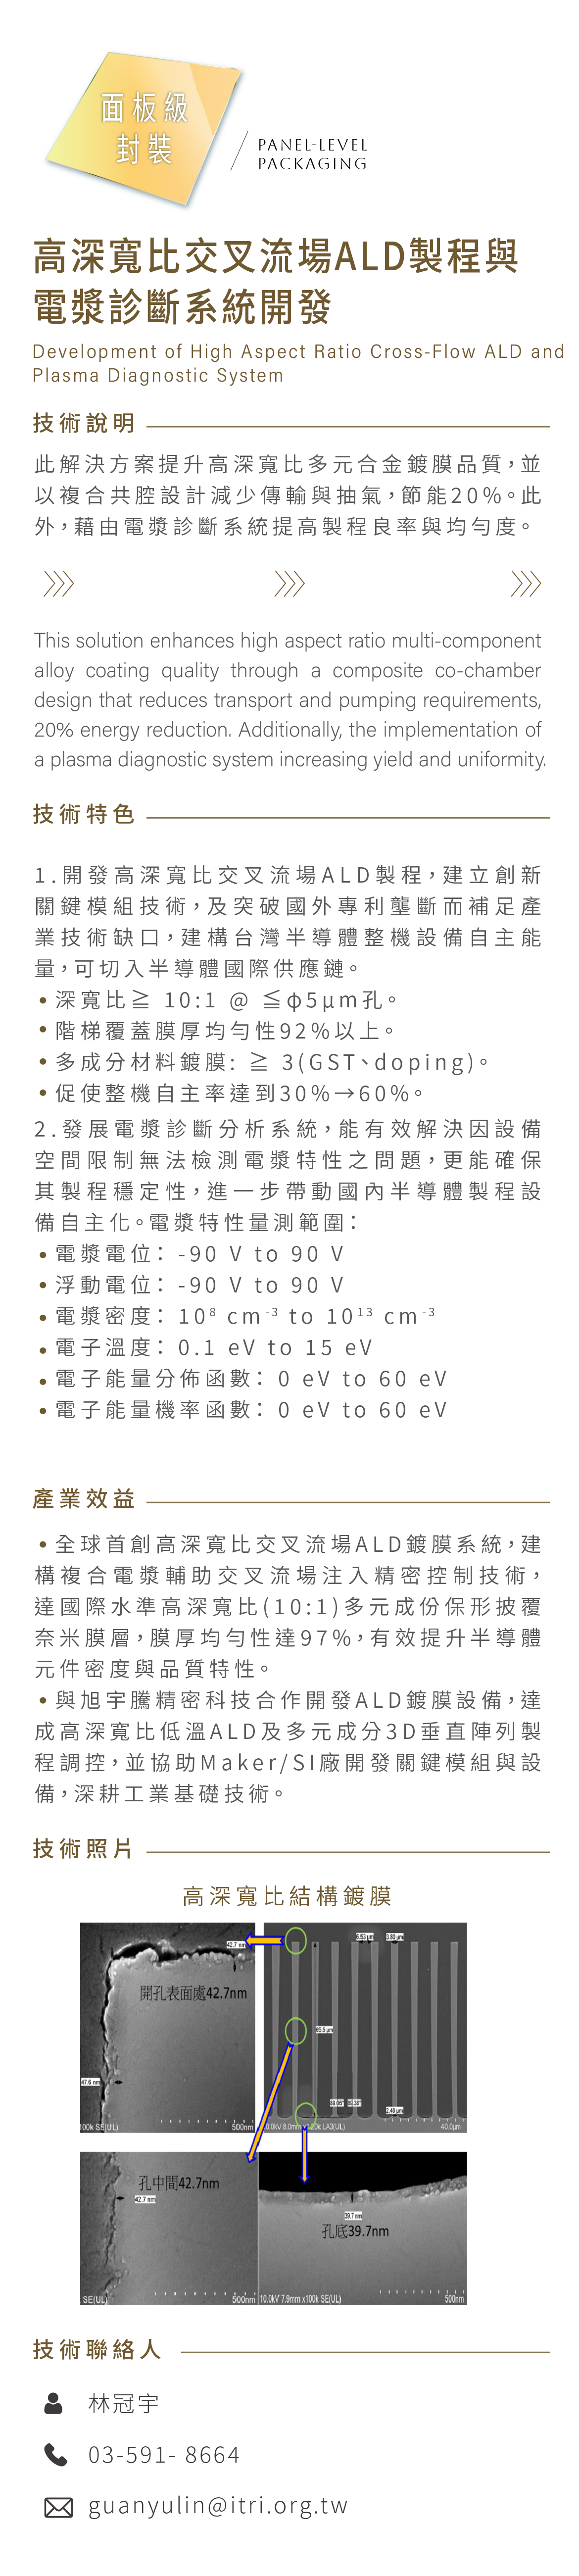 面板級
封裝
PANEL-LEVEL
PACKAGING
高深寬比交叉流場ALD製程與
電漿診斷系統開發
Development of High Aspect Ratio Cross-Flow ALD and
Plasma Diagnostic System
技術說明
此解決方案提升高深寬比多元合金鍍膜品質，並
以複合共腔設計減少傳輸與抽氣，節能20%。此
外，藉由電漿診斷系統提高製程良率與均勻度。
This solution enhances high aspect ratio multi-component
alloy coating quality through a composite co-chamber
design that reduces transport and pumping requirements,
20% energy reduction. Additionally, the implementation of
a plasma diagnostic system increasing yield and uniformity.
技術特色
1.開發高深寬比交叉流場ALD製程，建立創新
關鍵模組技術，及突破國外專利壟斷而補足產
業技術缺口，建構台灣半導體整機設備自主能
量，可切入半導體國際供應鏈。
•深寬比≧ 10:1 @ ≦ϕ5μm孔。
•階梯覆蓋膜厚均勻性92%以上。
•多成分材料鍍膜: ≧ 3(GST、doping)。
•促使整機自主率達到30%→60%。
2.發展電漿診斷分析系統，能有效解決因設備
空間限制無法檢測電漿特性之問題，更能確保
其製程穩定性，進一步帶動國內半導體製程設
備自主化。電漿特性量測範圍：
•電漿電位：-90 V to 90 V
•浮動電位：-90 V to 90 V
•電漿密度：10⁸ cm⁻³ to 10¹³ cm⁻³
•電子溫度：0.1 eV to 15 eV
•電子能量分佈函數：0 eV to 60 eV
•電子能量機率函數：0 eV to 60 eV
產業效益
•全球首創高深寬比交叉流場ALD鍍膜系統，建
構複合電漿輔助交叉流場注入精密控制技術，
達國際水準高深寬比(10:1)多元成份保形披覆
奈米膜層，膜厚均勻性達97%，有效提升半導體
元件密度與品質特性。
•與旭宇騰精密科技合作開發ALD鍍膜設備，達
成高深寬比低溫ALD及多元成分3D垂直陣列製
程調控，並協助Maker/SI廠開發關鍵模組與設
備，深耕工業基礎技術。
技術照片
高深寬比結構鍍膜
42.7 nm
開孔表面處42.7nm
47.6 nm
500nm
40.0μm
孔中間42.7nm
42.7 nm
39.7nm
孔底39.7nm
SE(UL)
500nm
10.0kV 7.9mm x100k SE(UL)
500nm
技術聯絡人
林冠宇
03-591- 8664
guanyulin@itri.org.tw